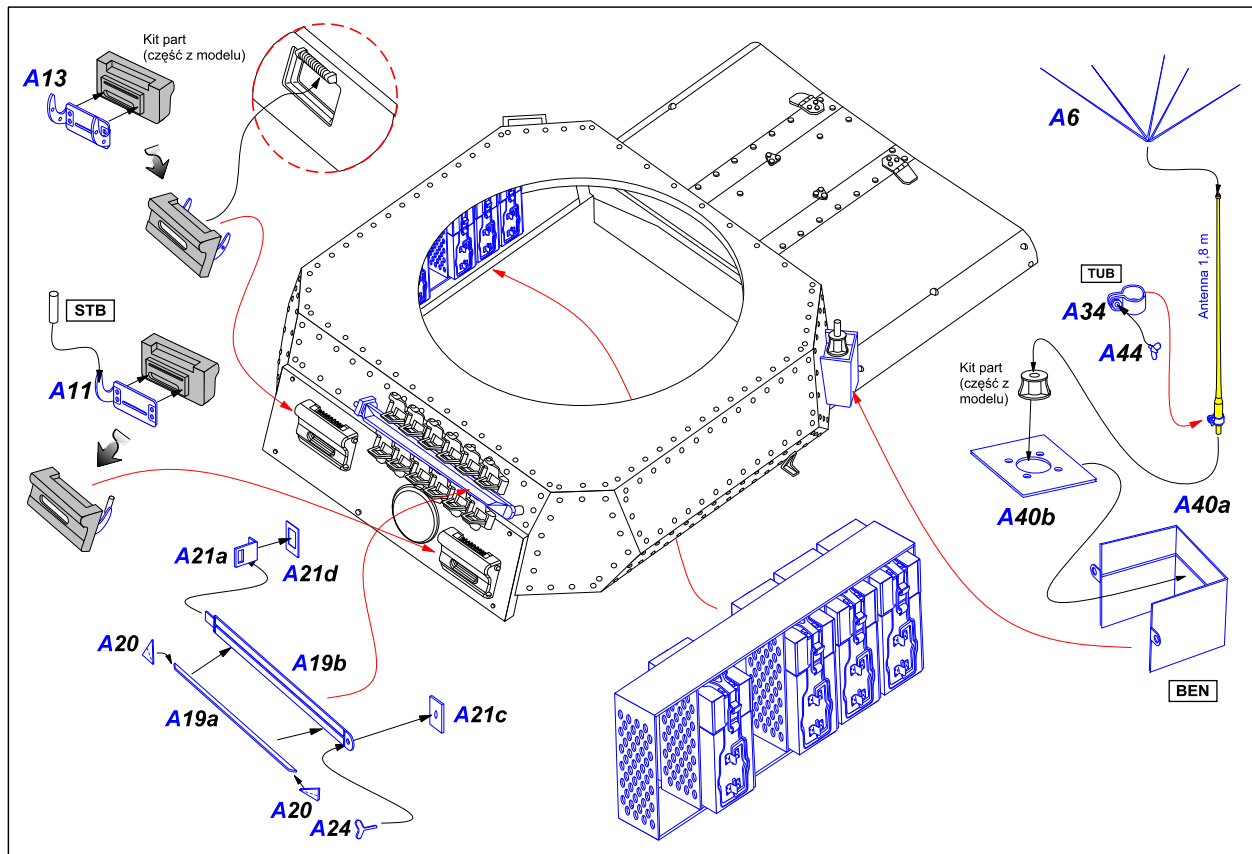 Kit part
(część z modelu)
A13
A6
STB
A11
TUB
A34
A44
Antenna 1,8 m
Kit part
(część z
modelu)
A40b
A40a
A21a
A21d
A20
A19b
A19a
A21c
A20
A24
BEN